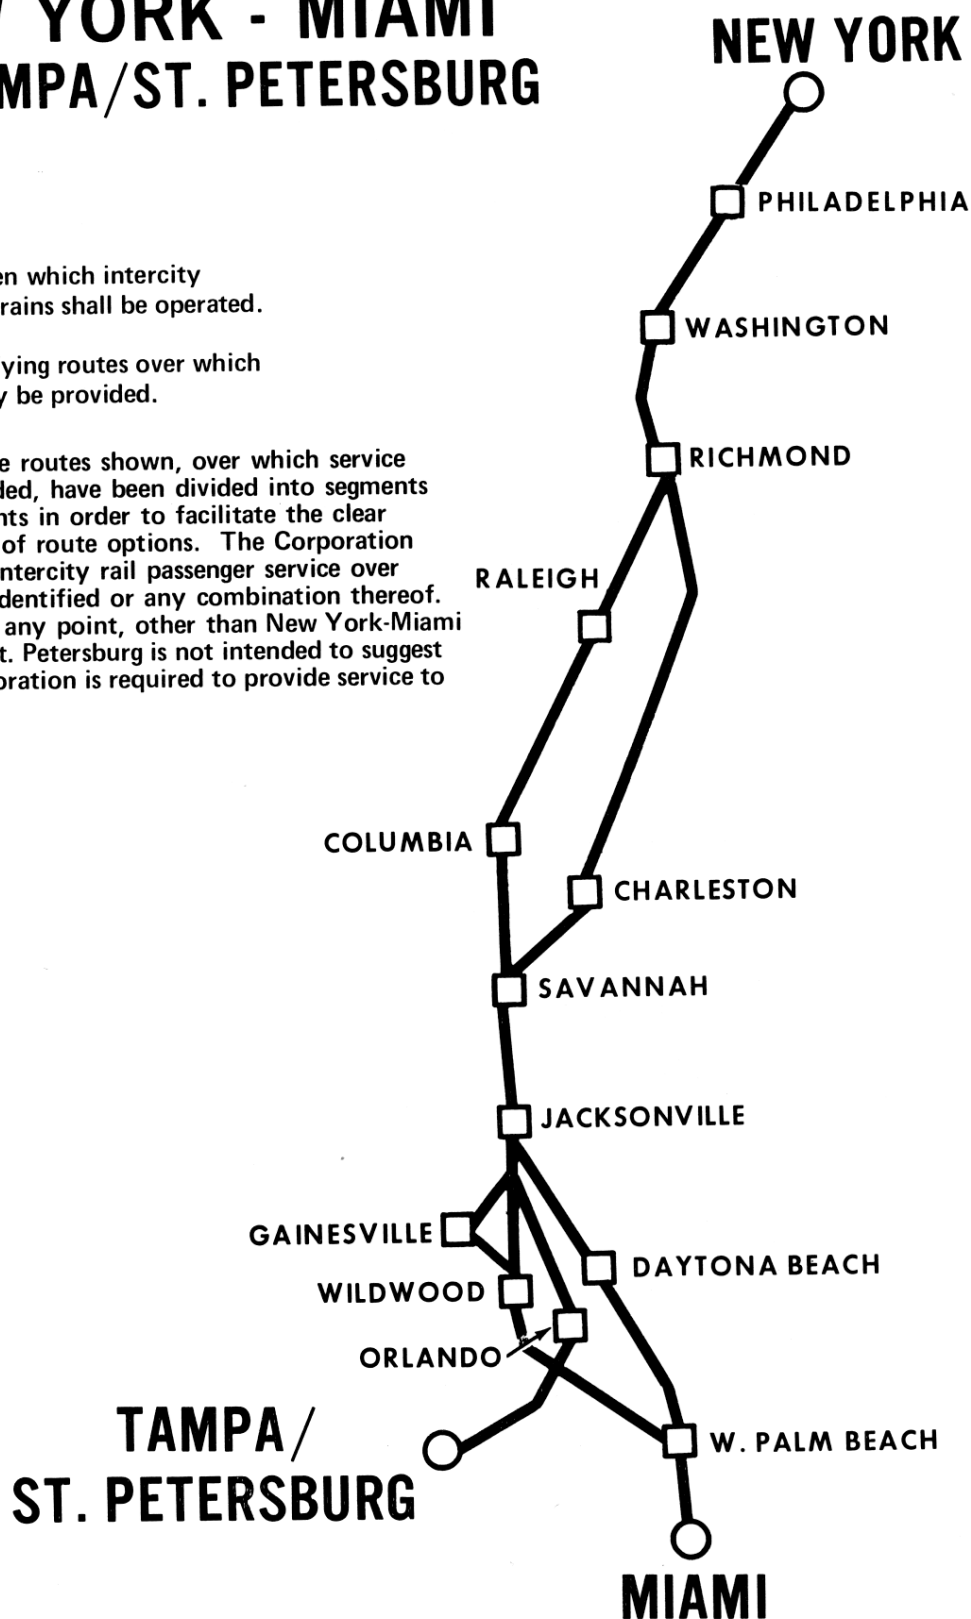 YORK - MIAMI
MPA/ST. PETERSBURG
NEW YORK
PHILADELPHIA
en which intercity
rains shall be operated.
WASHINGTON
ying routes over which
y be provided.
RICHMOND
e routes shown, over which service
ded, have been divided into segments
nts in order to facilitate the clear
of route options. The Corporation
ntercity rail passenger service over
dentified or any combination thereof.
any point, other than New York-Miami
t. Petersburg is not intended to suggest
oration is required to provide service to
RALEIGH
COLUMBIA
CHARLESTON
SAVANNAH
JACKSONVILLE
GAINESVILLE
DAYTONA BEACH
WILDWOOD
ORLANDO
TAMPA/
ST. PETERSBURG
W. PALM BEACH
MIAMI